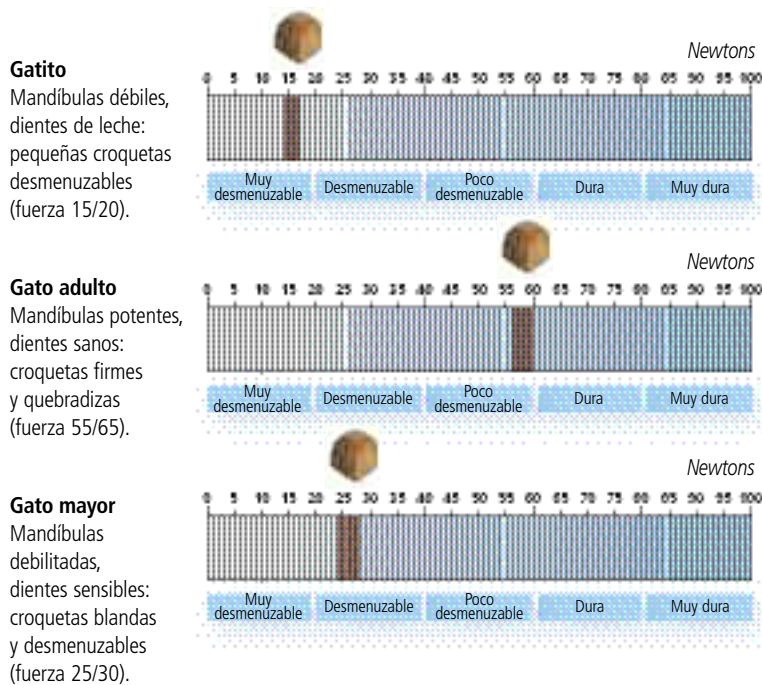 Newtons
Gatito
Mandíbulas débiles,
dientes de leche:
pequeñas croquetas
desmenuzables
(fuerza 15/20).
0 5 10 15 20 25 30 35 40 45 50 55 60 65 70 75 80 85 90 95 100
Muy
desmenuzable
Desmenuzable
Poco
desmenuzable
Dura
Muy dura
Newtons
Gato adulto
Mandíbulas potentes,
dientes sanos:
croquetas firmes
y quebradizas
(fuerza 55/65).
0 5 10 15 20 25 30 35 40 45 50 55 60 65 70 75 80 85 90 95 100
Muy
desmenuzable
Desmenuzable
Poco
desmenuzable
Dura
Muy dura
Newtons
Gato mayor
Mandíbulas
debilitadas,
dientes sensibles:
croquetas blandas
y desmenuzables
(fuerza 25/30).
0 5 10 15 20 25 30 35 40 45 50 55 60 65 70 75 80 85 90 95 100
Muy
desmenuzable
Desmenuzable
Poco
desmenuzable
Dura
Muy dura